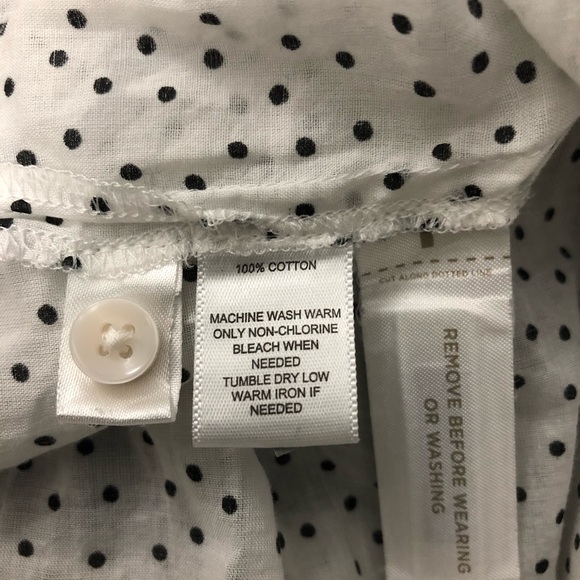 100% COTTON
MACHINE WASH WARM
ONLY NON-CHLORINE
BLEACH WHEN
NEEDED
TUMBLE DRY LOW
WARM IRON IF
NEEDED
CUT ALONG DOTTED LINE
REMOVE BEFORE WEARING
OR WASHING